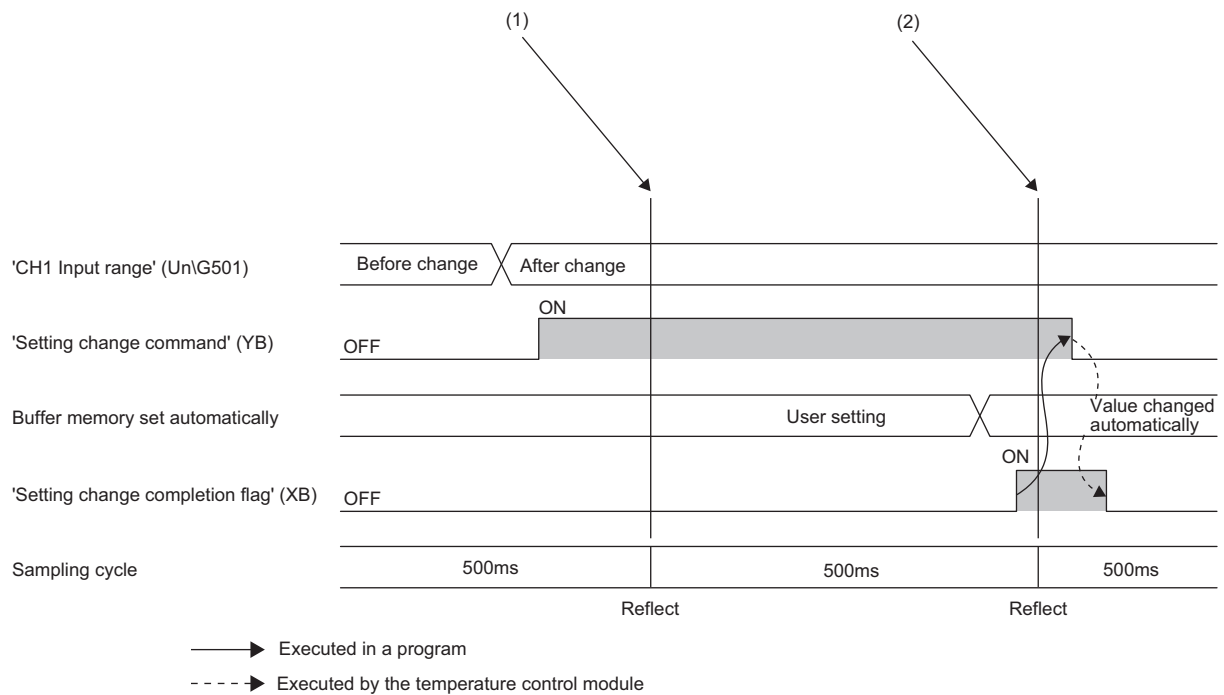 (1)
(2)
'CH1 Input range' (Un\G501)
Before change
After change
ON
'Setting change command' (YB)
OFF
Buffer memory set automatically
User setting
Value changed
automatically
ON
'Setting change completion flag' (XB)
OFF
Sampling cycle
500ms
500ms
500ms
Reflect
Reflect
Executed in a program
Executed by the temperature control module